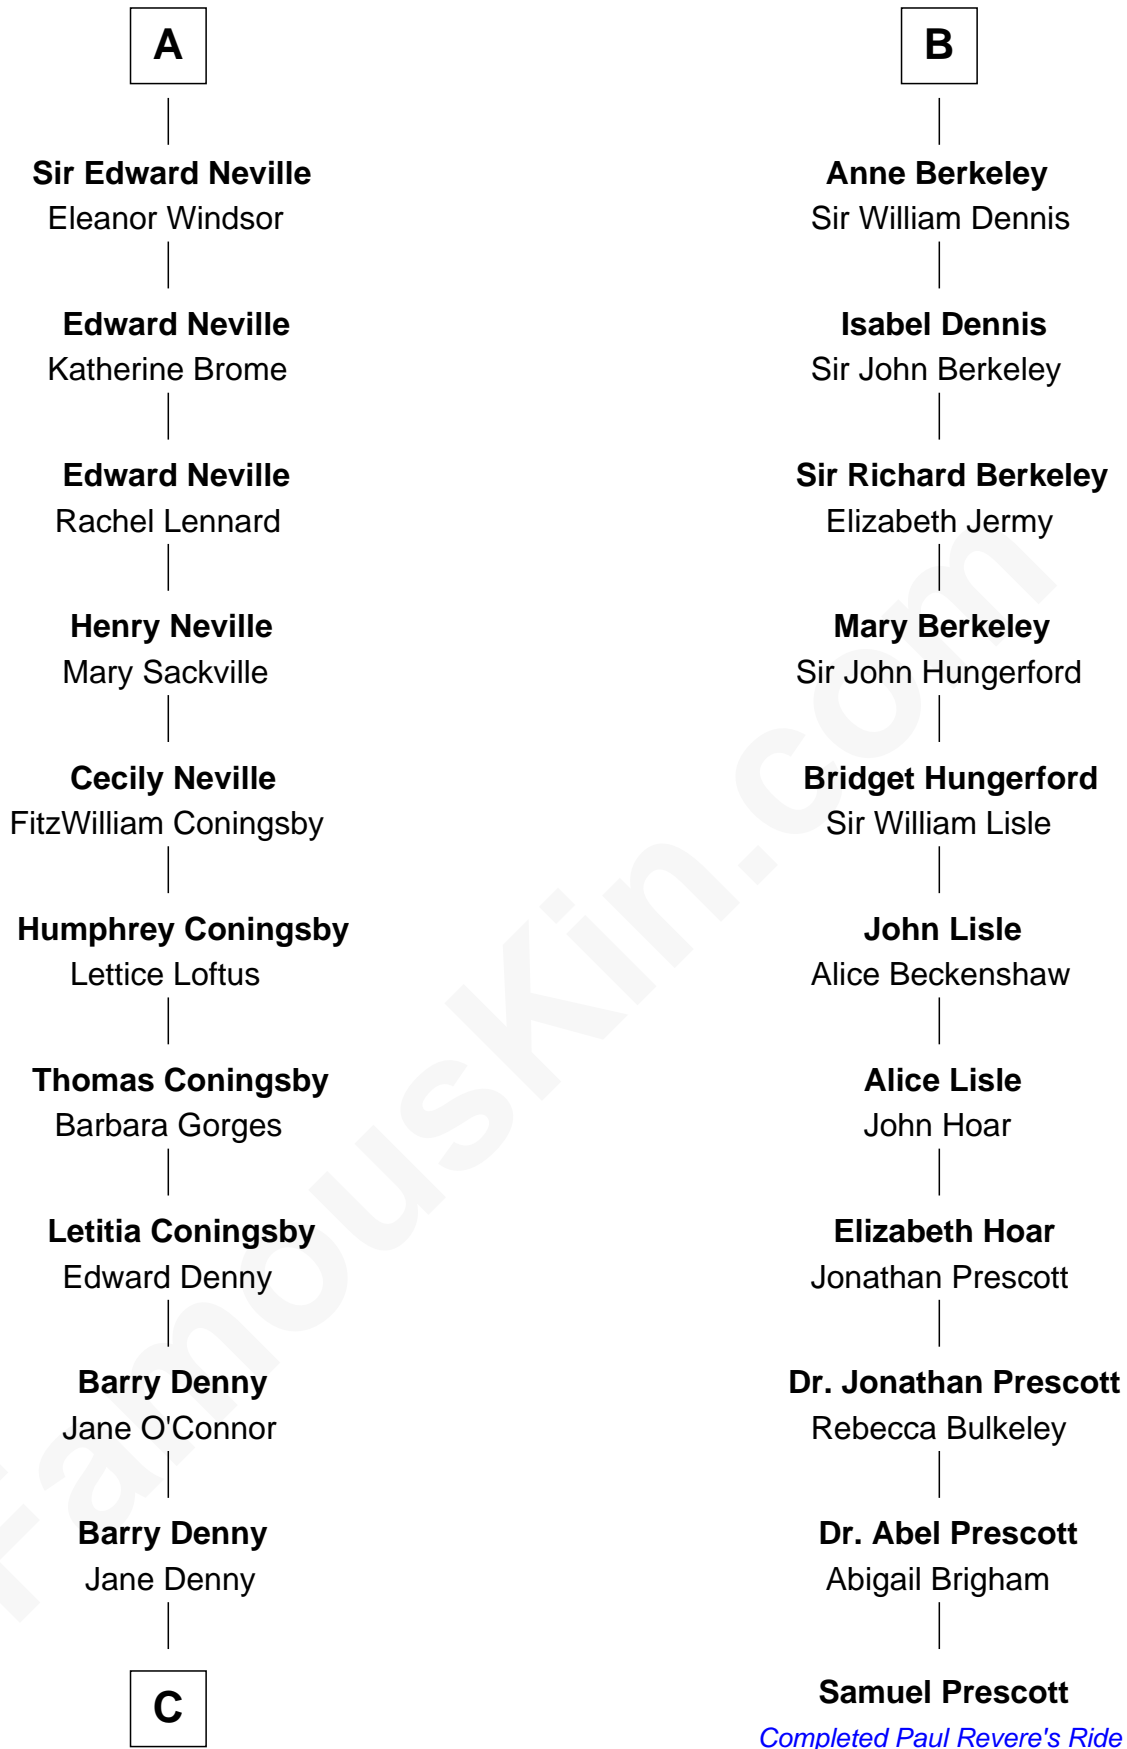 A
Sir Edward Neville
Eleanor Windsor
Edward Neville
Katherine Brome
Edward Neville
Rachel Lennard
Henry Neville
Mary Sackville
Cecily Neville
FitzWilliam Coningsby
Humphrey Coningsby
Lettice Loftus
Thomas Coningsby
Barbara Gorges
Letitia Coningsby
Edward Denny
Barry Denny
Jane O'Connor
Barry Denny
Jane Denny
C
B
Anne Berkeley
Sir William Dennis
Isabel Dennis
Sir John Berkeley
Sir Richard Berkeley
Elizabeth Jermy
Mary Berkeley
Sir John Hungerford
Bridget Hungerford
Sir William Lisle
John Lisle
Alice Beckenshaw
Alice Lisle
John Hoar
Elizabeth Hoar
Jonathan Prescott
Dr. Jonathan Prescott
Rebecca Bulkeley
Dr. Abel Prescott
Abigail Brigham
Samuel Prescott
Completed Paul Revere's Ride
FamousKin.com